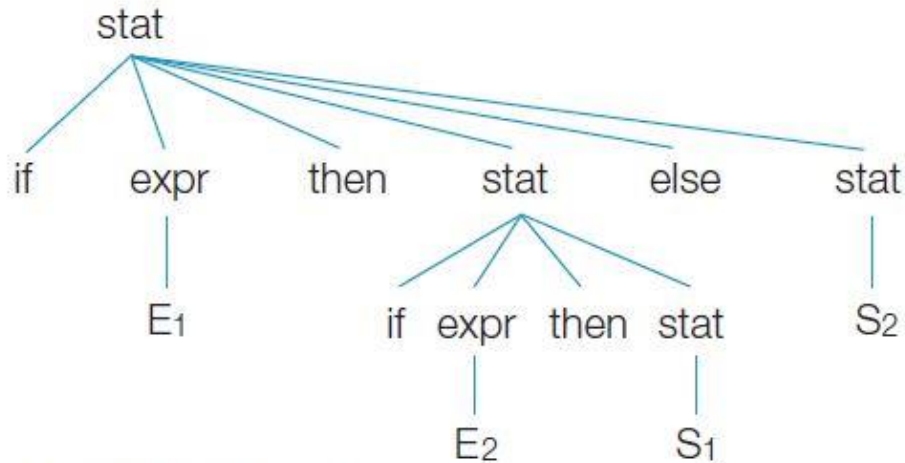 stat
if expr then stat else stat
E1 if expr then stat S2
E2 S1